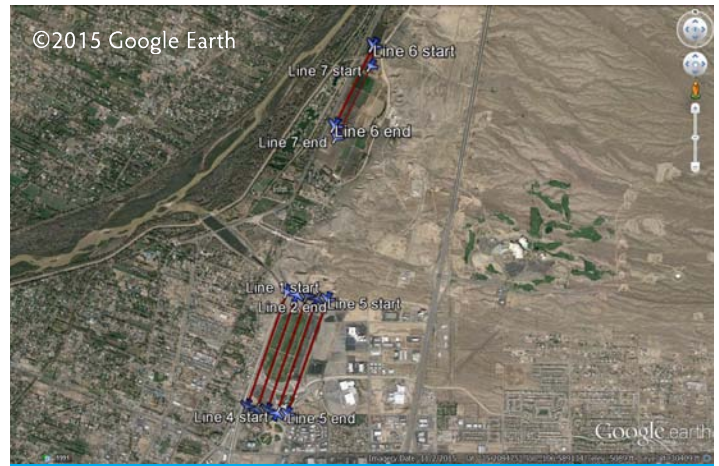 ©2015 Google Earth
Line 6 start
Line 7 start
Line 6 end
Line 7 end
Line 1 start
Line 2 end
Line 5 start
Line 4 start
Line 5 end
Google earth
1991